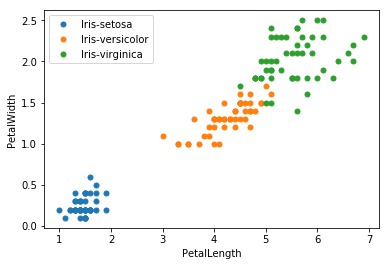 Iris-setosa
Iris-versicolor
Iris-virginica
2.5
2.0
1.5
1.0
0.5
0.0
PetalWidth
1 2 3 4 5 6 7
PetalLength